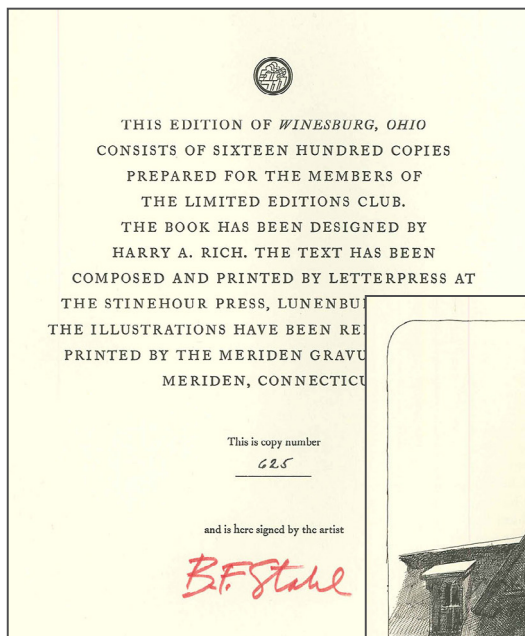 THIS EDITION OF WINESBURG, OHIO
CONSISTS OF SIXTEEN HUNDRED COPIES
PREPARED FOR THE MEMBERS OF
THE LIMITED EDITIONS CLUB.
THE BOOK HAS BEEN DESIGNED BY
HARRY A. RICH. THE TEXT HAS BEEN
COMPOSED AND PRINTED BY LETTERPRESS AT
THE STINEHOUR PRESS,
THE ILLUSTRATIONS HAVE BEEN
PRINTED BY THE MERIDEN
MERIDEN,
This is copy number
625
and is here signed by the artist
B.F. Stahl